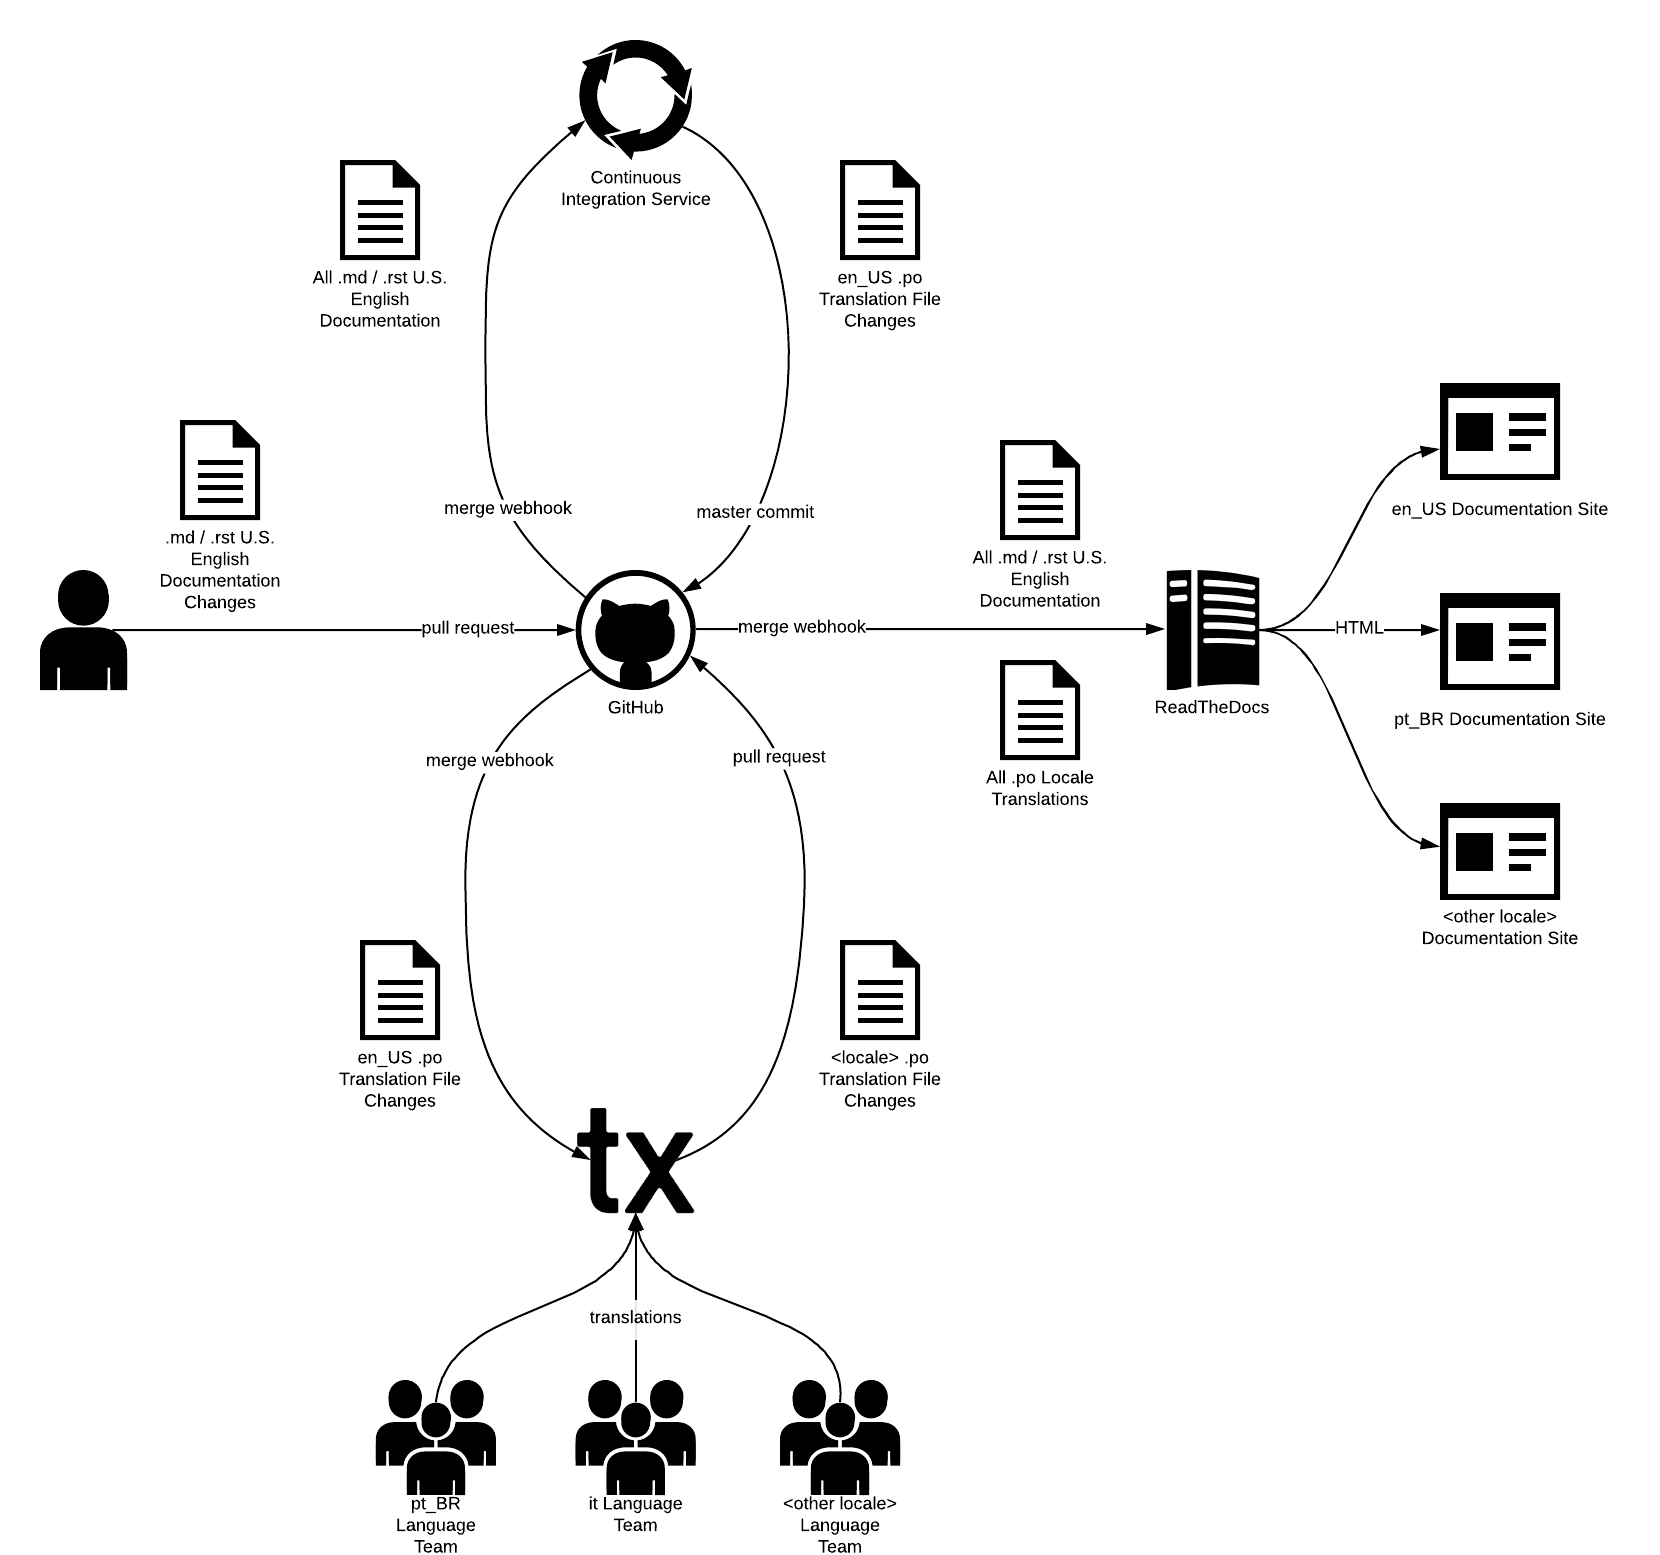 Continuous
Integration Service
All .md / .rst U.S.
English
Documentation
en_US .po
Translation File
Changes
merge webhook
master commit
.md / .rst U.S.
English
Documentation
Changes
pull request
GitHub
merge webhook
All .md / .rst U.S.
English
Documentation
All .po Locale
Translations
ReadTheDocs
HTML
en_US Documentation Site
pt_BR Documentation Site
<other locale>
Documentation Site
merge webhook
pull request
en_US .po
Translation File
Changes
<locale> .po
Translation File
Changes
tx
translations
pt_BR
Language
Team
it Language
Team
<other locale>
Language
Team